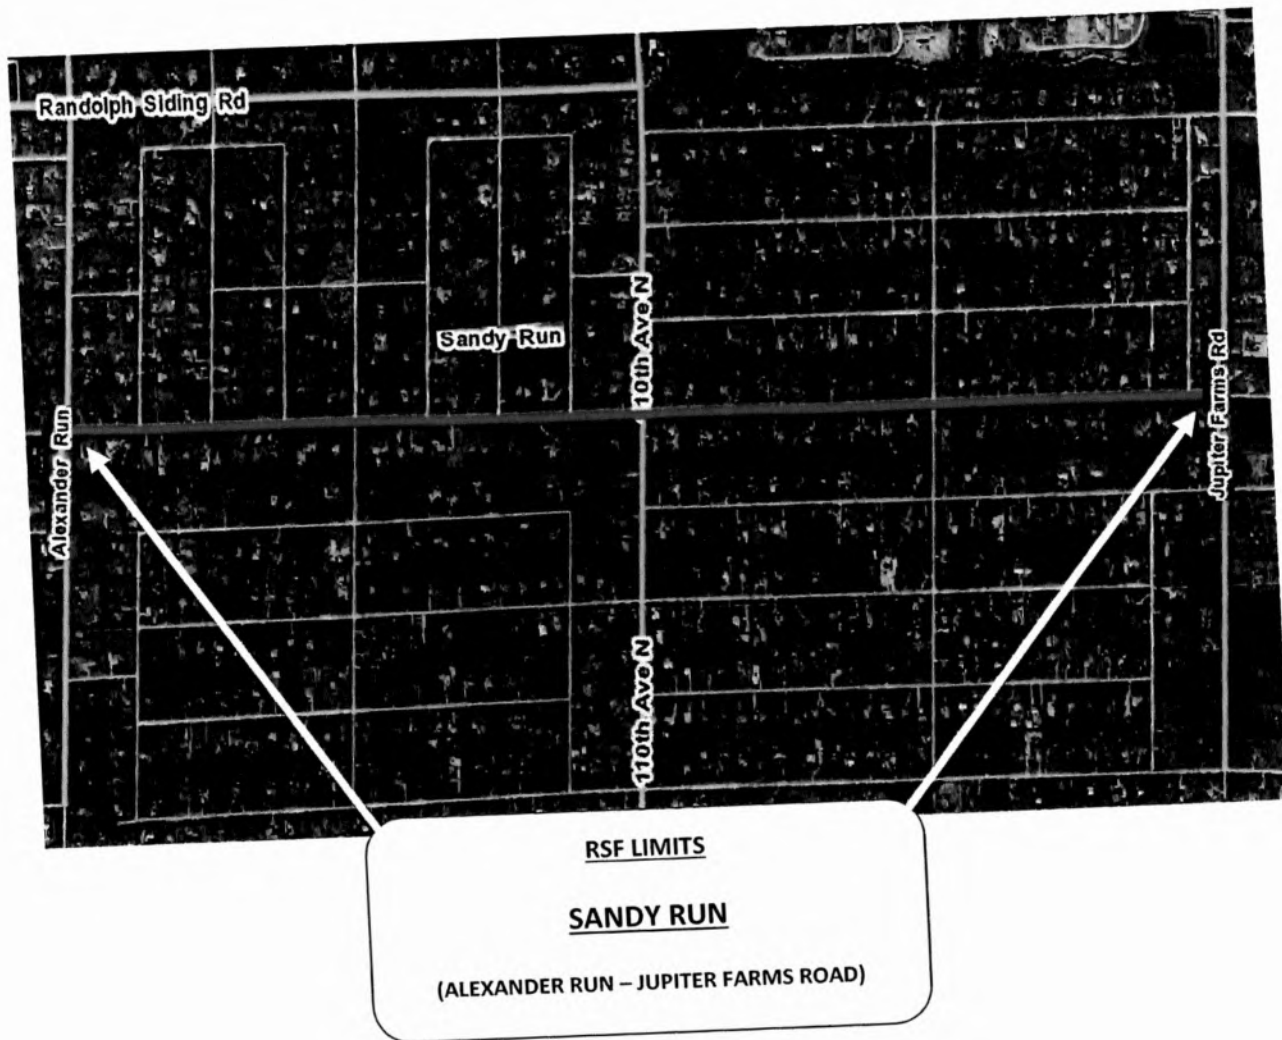 Randolph Siding Rd
Sandy Run
10th Ave N
Alexander Run
Jupiter Farms Rd
110th Ave N
RSF LIMITS
SANDY RUN
(ALEXANDER RUN – JUPITER FARMS ROAD)